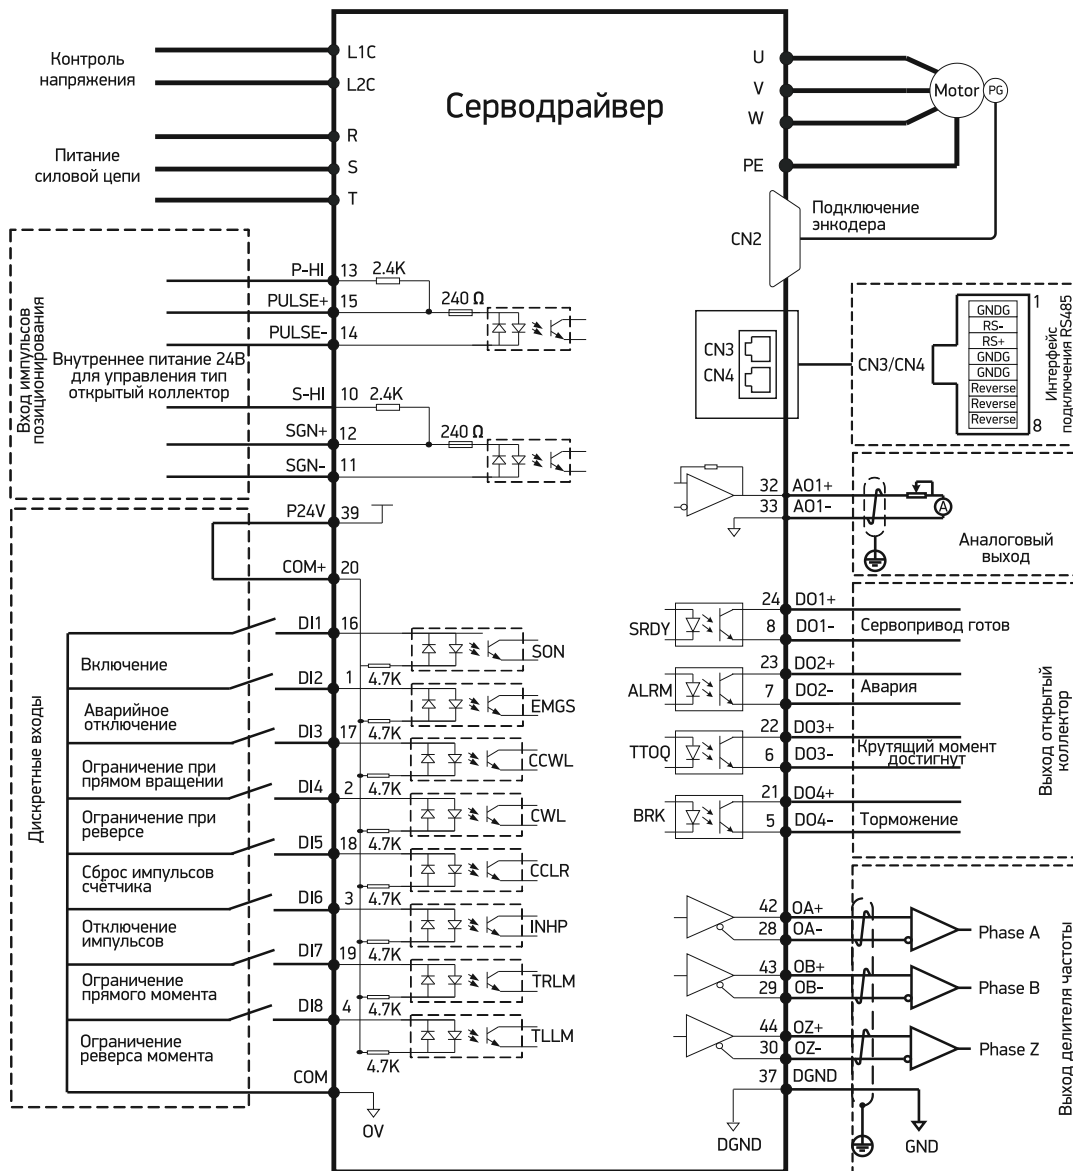 Серводрайвер
Контроль
напряжения
L1C
L2C
R
Питание
силовой цепи
S
T
U
V
W
PE
Motor
PG
CN2
Подключение
энкодера
Вход импульсов
позиционирования
P-HI 13 2.4K
PULSE+ 15 240 Ω
PULSE- 14
Внутреннее питание 24В
для управления тип
открытый коллектор
S-HI 10 2.4K
SGN+ 12 240 Ω
SGN- 11
CN3
CN4
CN3/CN4
GNDG
RS-
RS+
GNDG
GNDG
Reverse
Reverse
Reverse
1
8
Интерфейс
подключения RS485
32 AO1+
33 AO1-
A
Аналоговый
выход
Дискретные входы
P24V 39
COM+ 20
DI1 16
Включение
4.7K
SON
DI2 1
Аварийное
отключение
4.7K
EMGS
DI3 17
Ограничение при
прямом вращении
4.7K
CCWL
DI4 2
Ограничение при
реверсе
4.7K
CWL
DI5 18
Сброс импульсов
счётчика
4.7K
CCLR
DI6 3
Отключение
импульсов
4.7K
INHP
DI7 19
Ограничение
прямого момента
4.7K
TRLM
DI8 4
Ограничение
реверса момента
4.7K
TLLM
COM
OV
SRDY
24 DO1+
8 DO1-
Сервопривод готов
ALRM
23 DO2+
7 DO2-
Авария
TTOQ
22 DO3+
6 DO3-
Крутящий момент
достигнут
BRK
21 DO4+
5 DO4-
Торможение
Выход открытый
коллектор
42 OA+
28 OA-
Phase A
43 OB+
29 OB-
Phase B
44 OZ+
30 OZ-
Phase Z
37 DGND
DGND
GND
Выход делителя частоты